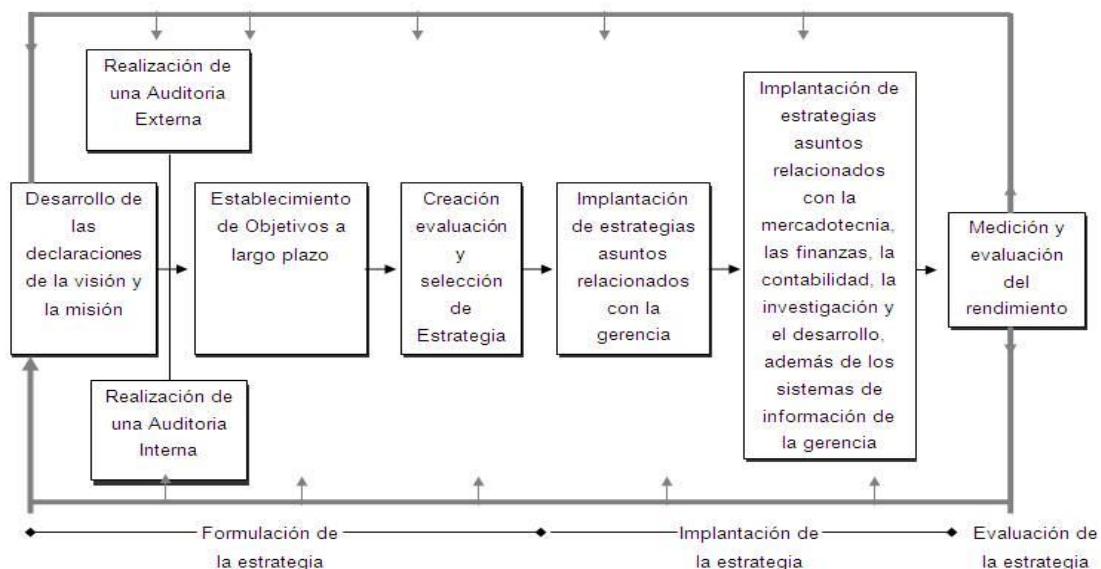 Realización de
una Auditoria
Externa
Desarrollo de
las
declaraciones
de la visión y
la misión
Realización de
una Auditoria
Interna
Establecimiento
de Objetivos a
largo plazo
Creación
evaluación
y
selección
de
Estrategia
Implantación
de estrategias
asuntos
relacionados
con la
gerencia
Implantación de
estrategias
asuntos
relacionados
con la
mercadotecnia,
las finanzas, la
contabilidad, la
investigación y
el desarrollo,
además de los
sistemas de
información de
la gerencia
Medición y
evaluación
del
rendimiento
Formulación de
la estrategia
Implantación de
la estrategia
Evaluación de
la estrategia